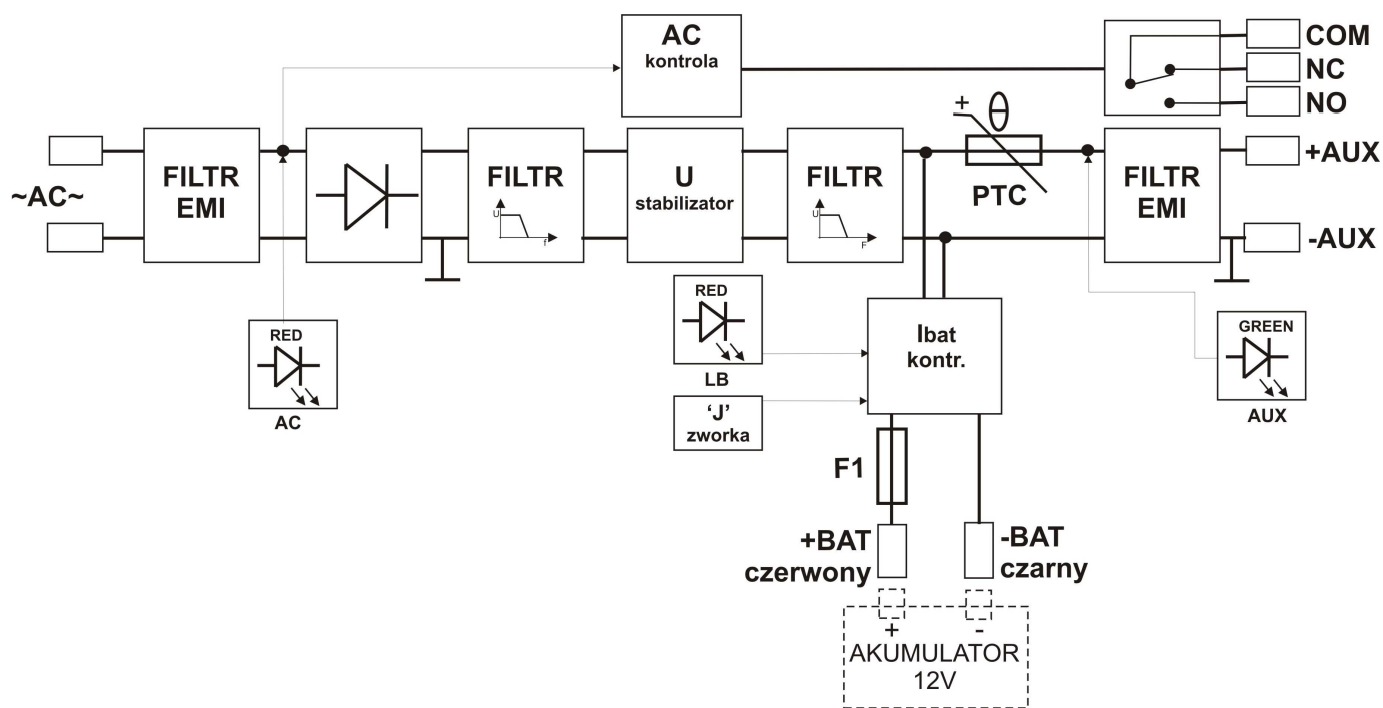 AC
kontrola
COM
NC
NO
~AC~
FILTR
EMI
FILTR
U
f
U
stabilizator
FILTR
U
F
+ θ
PTC
FILTR
EMI
+AUX
-AUX
RED
AC
RED
LB
'J'
zworka
Ibat
kontr.
GREEN
AUX
F1
+BAT
czerwony
-BAT
czarny
+ -
AKUMULATOR
12V